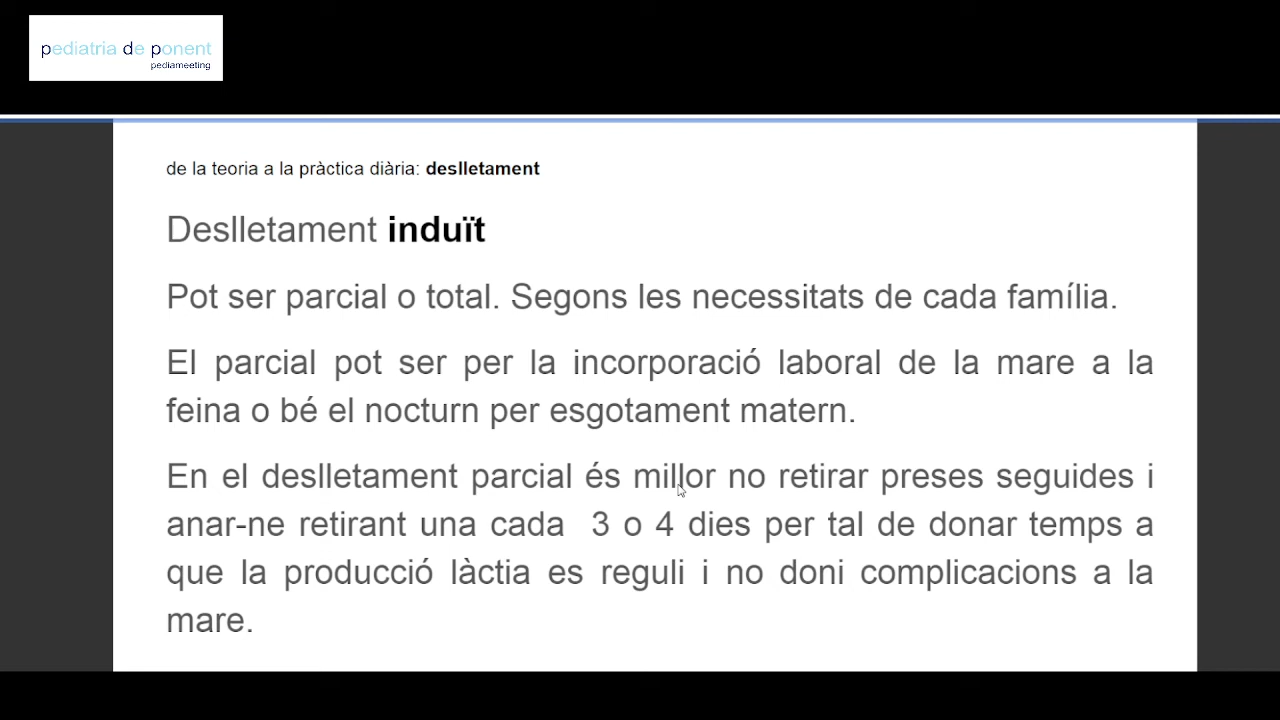 pediatria de ponent
pediameeting
de la teoria a la pràctica diària: deslletament
Deslletament induït
Pot ser parcial o total. Segons les necessitats de cada família.
El parcial pot ser per la incorporació laboral de la mare a la
feina o bé el nocturn per esgotament matern.
En el deslletament parcial és millor no retirar preses seguides i
anar-ne retirant una cada 3 o 4 dies per tal de donar temps a
que la producció làctia es reguli i no doni complicacions a la
mare.